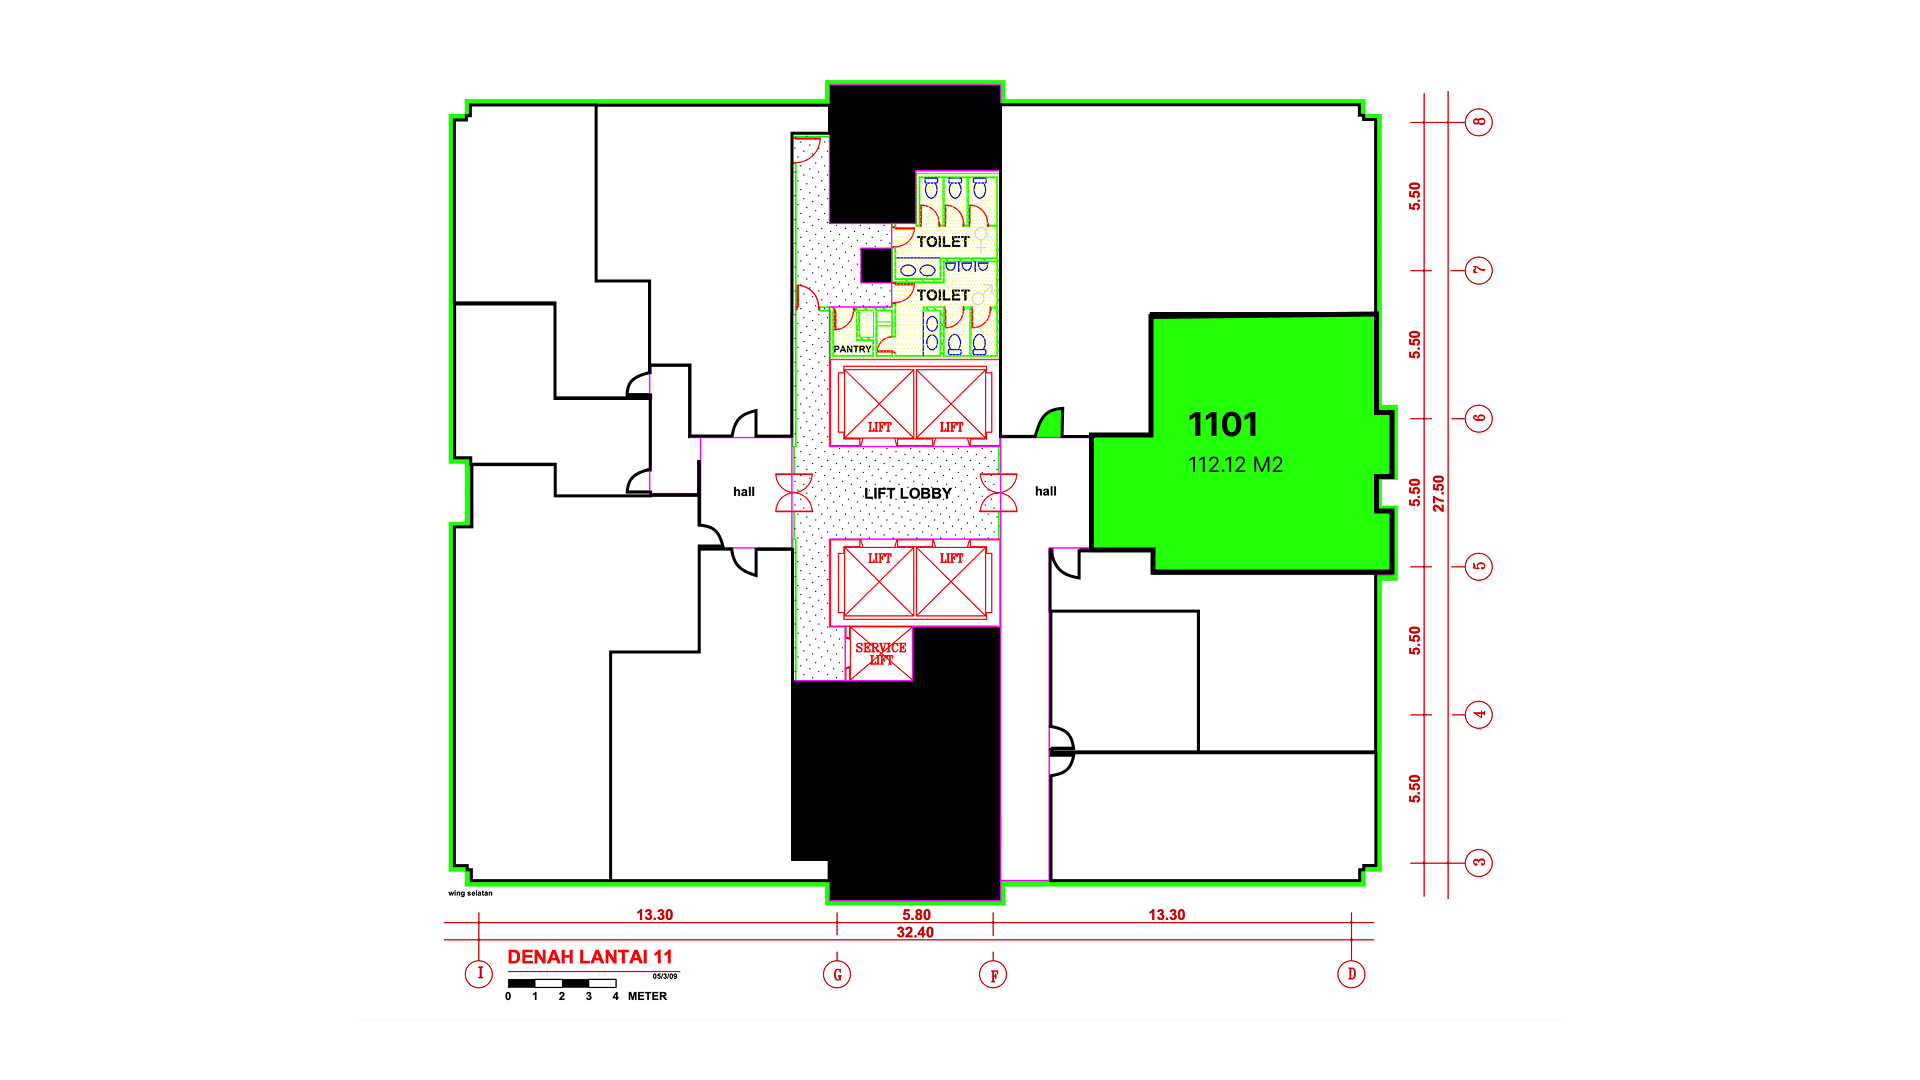 8
5.50
TOILET
7
TOILET
5.50
PANTRY
6
1101
LIFT
LIFT
112.12 M2
hall
LIFT LOBBY
hall
5.50
27.50
LIFT
LIFT
5
5.50
SERVICE
LIFT
4
5.50
3
wing selatan
13.30
5.80
13.30
32.40
DENAH LANTAI 11
05/3/09
I
G
F
D
0 1 2 3 4 METER